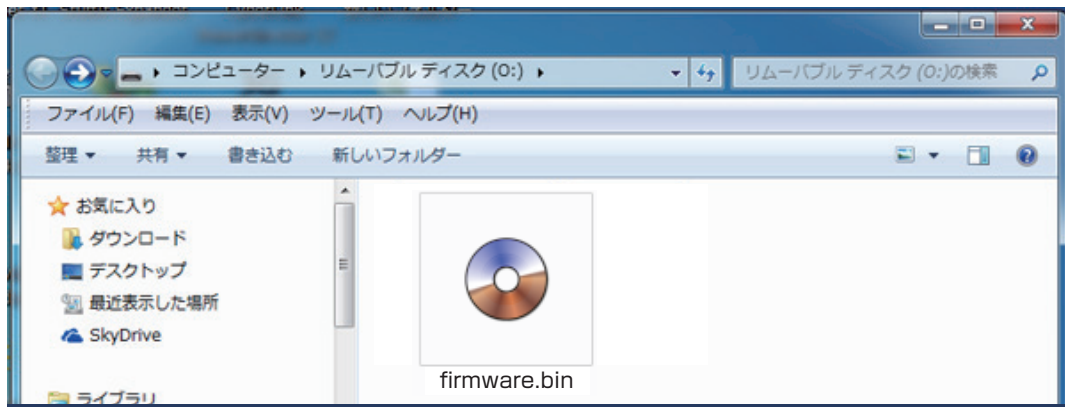 コンピューター リムーバブル ディスク (O:) リムーバブル ディスク (O:)の検索
ファイル(F) 編集(E) 表示(V) ツール(T) ヘルプ(H)
整理 共有 書き込む 新しいフォルダー
お気に入り
ダウンロード
デスクトップ
最近表示した場所
SkyDrive
ライブラリ
firmware.bin